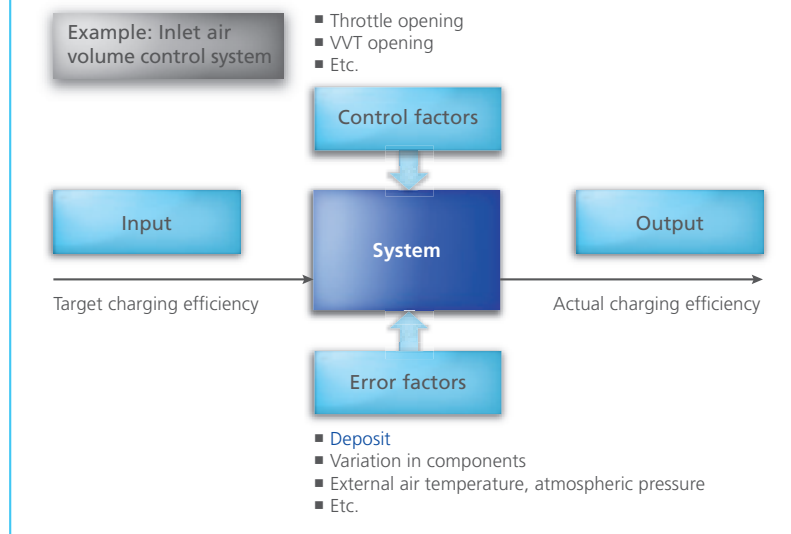 Example: Inlet air
volume control system
■ Throttle opening
■ VVT opening
■ Etc.
Control factors
Input
System
Output
Target charging efficiency
Actual charging efficiency
Error factors
■ Deposit
■ Variation in components
■ External air temperature, atmospheric pressure
■ Etc.